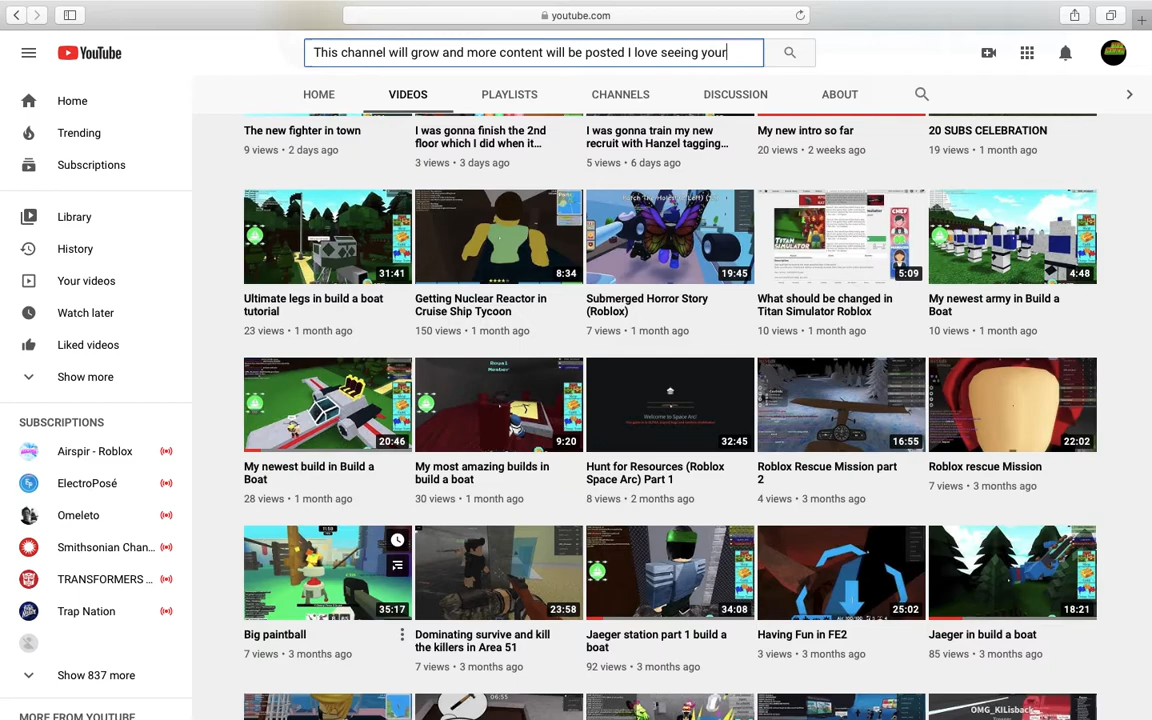 youtube.com
YouTube
This channel will grow and more content will be posted I love seeing your
HOME VIDEOS PLAYLISTS CHANNELS DISCUSSION ABOUT
Home
Trending
Subscriptions
Library
History
Your videos
Watch later
Liked videos
Show more
SUBSCRIPTIONS
Airspir - Roblox
ElectroPosé
Omeleto
Smithsonian Chan...
TRANSFORMERS ...
Trap Nation
Show 837 more
MORE FROM YOUTUBE
The new fighter in town
9 views • 2 days ago
I was gonna finish the 2nd
floor which I did when it...
3 views • 3 days ago
I was gonna train my new
recruit with Hanzel tagging...
5 views • 6 days ago
My new intro so far
20 views • 2 weeks ago
20 SUBS CELEBRATION
19 views • 1 month ago
31:41
Ultimate legs in build a boat
tutorial
23 views • 1 month ago
8:34
Getting Nuclear Reactor in
Cruise Ship Tycoon
150 views • 1 month ago
19:45
Submerged Horror Story
(Roblox)
7 views • 1 month ago
5:09
What should be changed in
Titan Simulator Roblox
10 views • 1 month ago
4:48
My newest army in Build a
Boat
10 views • 1 month ago
20:46
My newest build in Build a
Boat
28 views • 1 month ago
9:20
My most amazing builds in
build a boat
30 views • 1 month ago
Welcome to Space Arc!
32:45
Hunt for Resources (Roblox
Space Arc) Part 1
8 views • 2 months ago
16:55
Roblox Rescue Mission part
2
4 views • 3 months ago
22:02
Roblox rescue Mission
7 views • 3 months ago
35:17
Big paintball
7 views • 3 months ago
23:58
Dominating survive and kill
the killers in Area 51
7 views • 3 months ago
34:08
Jaeger station part 1 build a
boat
92 views • 3 months ago
25:02
Having Fun in FE2
3 views • 3 months ago
18:21
Jaeger in build a boat
85 views • 3 months ago
OMG_KILisback